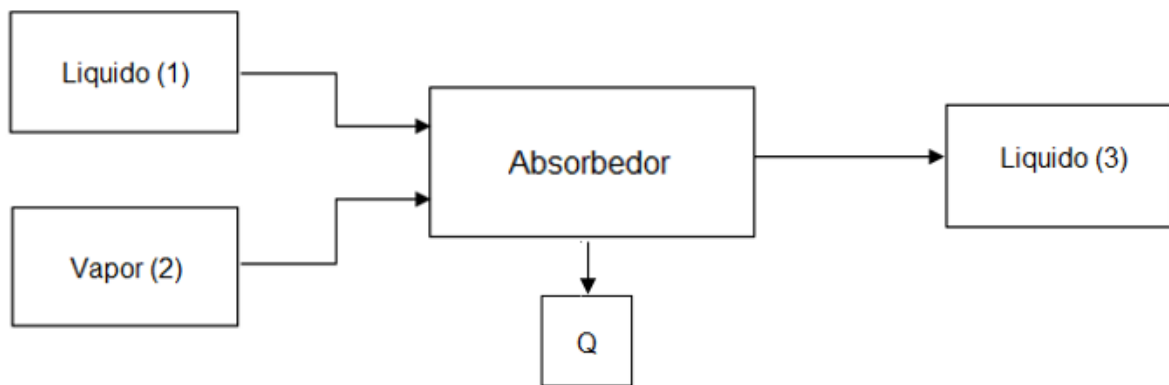 Liquido (1)
Absorbedor
Liquido (3)
Vapor (2)
Q